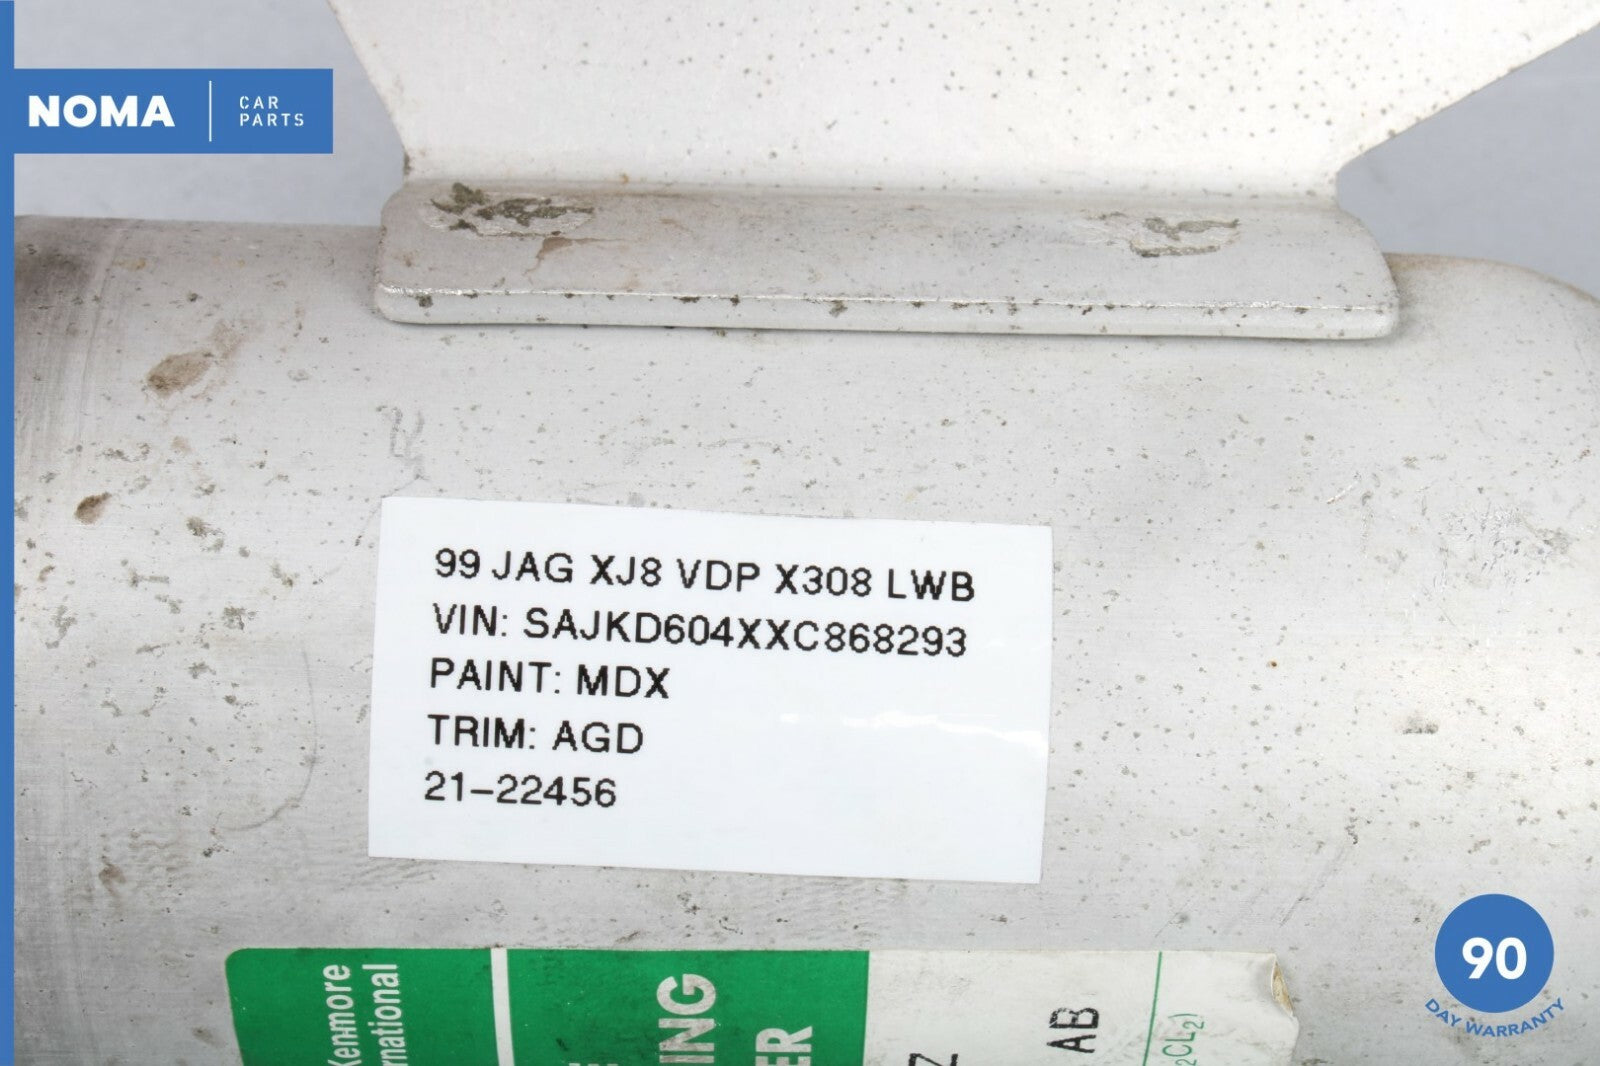 NOMA
CAR
PARTS
99 JAG XJ8 VDP X308 LWB
VIN: SAJKD604XXC868293
PAINT: MDX
TRIM: AGD
21-22456
Kenmore
AB
90
DAY WARRANTY